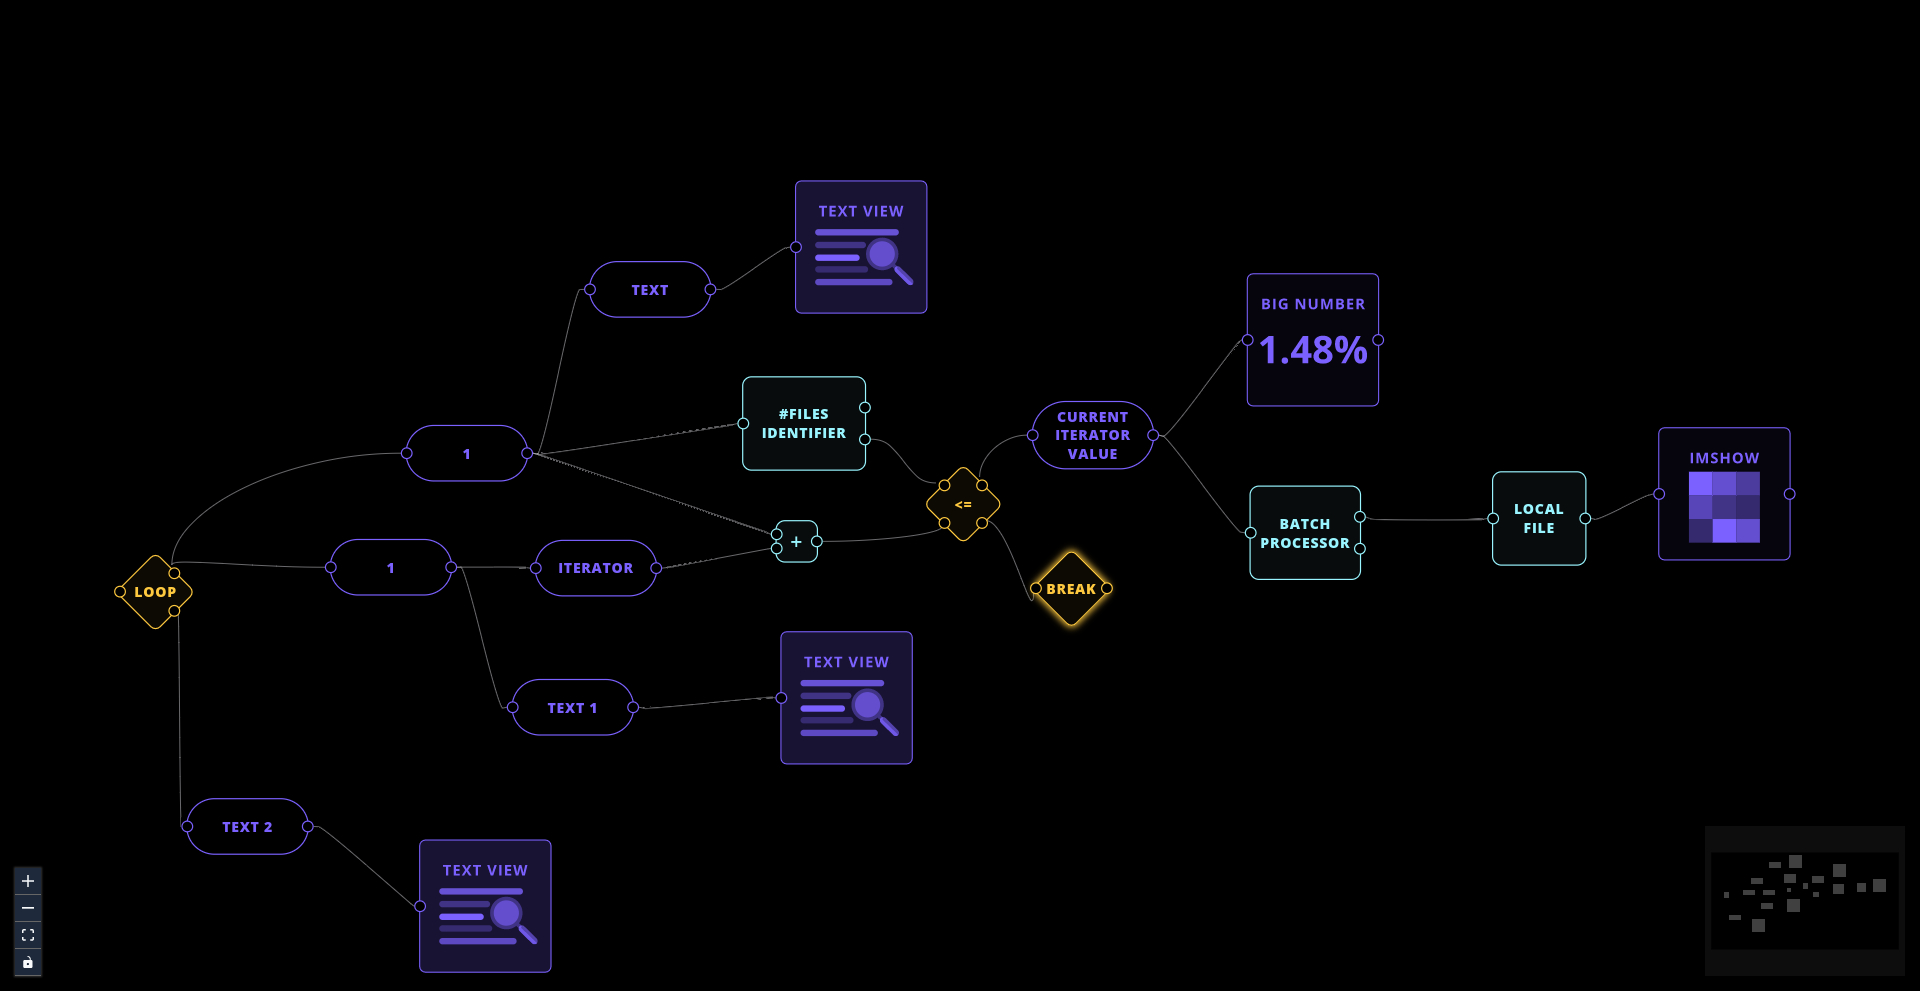 TEXT VIEW
TEXT
BIG NUMBER
1.48%
#FILES
IDENTIFIER
CURRENT
ITERATOR
VALUE
1
IMSHOW
<=
LOCAL
FILE
BATCH
PROCESSOR
+
1
ITERATOR
LOOP
BREAK
TEXT VIEW
TEXT 1
TEXT 2
TEXT VIEW